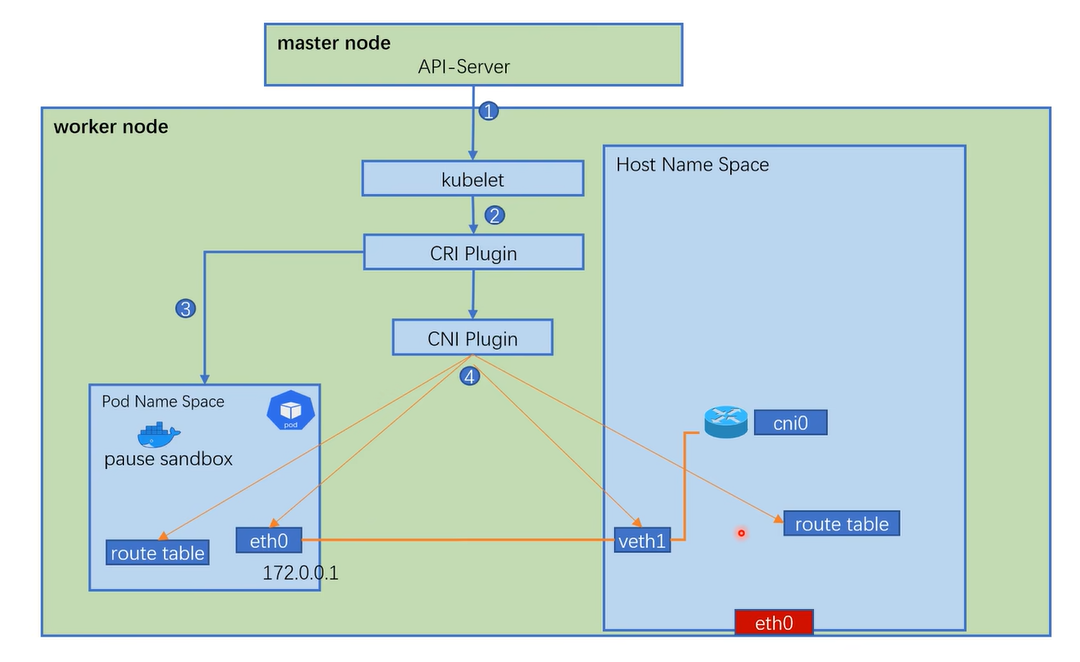 master node
API-Server
1
worker node
Host Name Space
kubelet
2
CRI Plugin
3
CNI Plugin
4
Pod Name Space
pod
pause sandbox
cni0
route table
eth0
172.0.0.1
veth1
route table
eth0